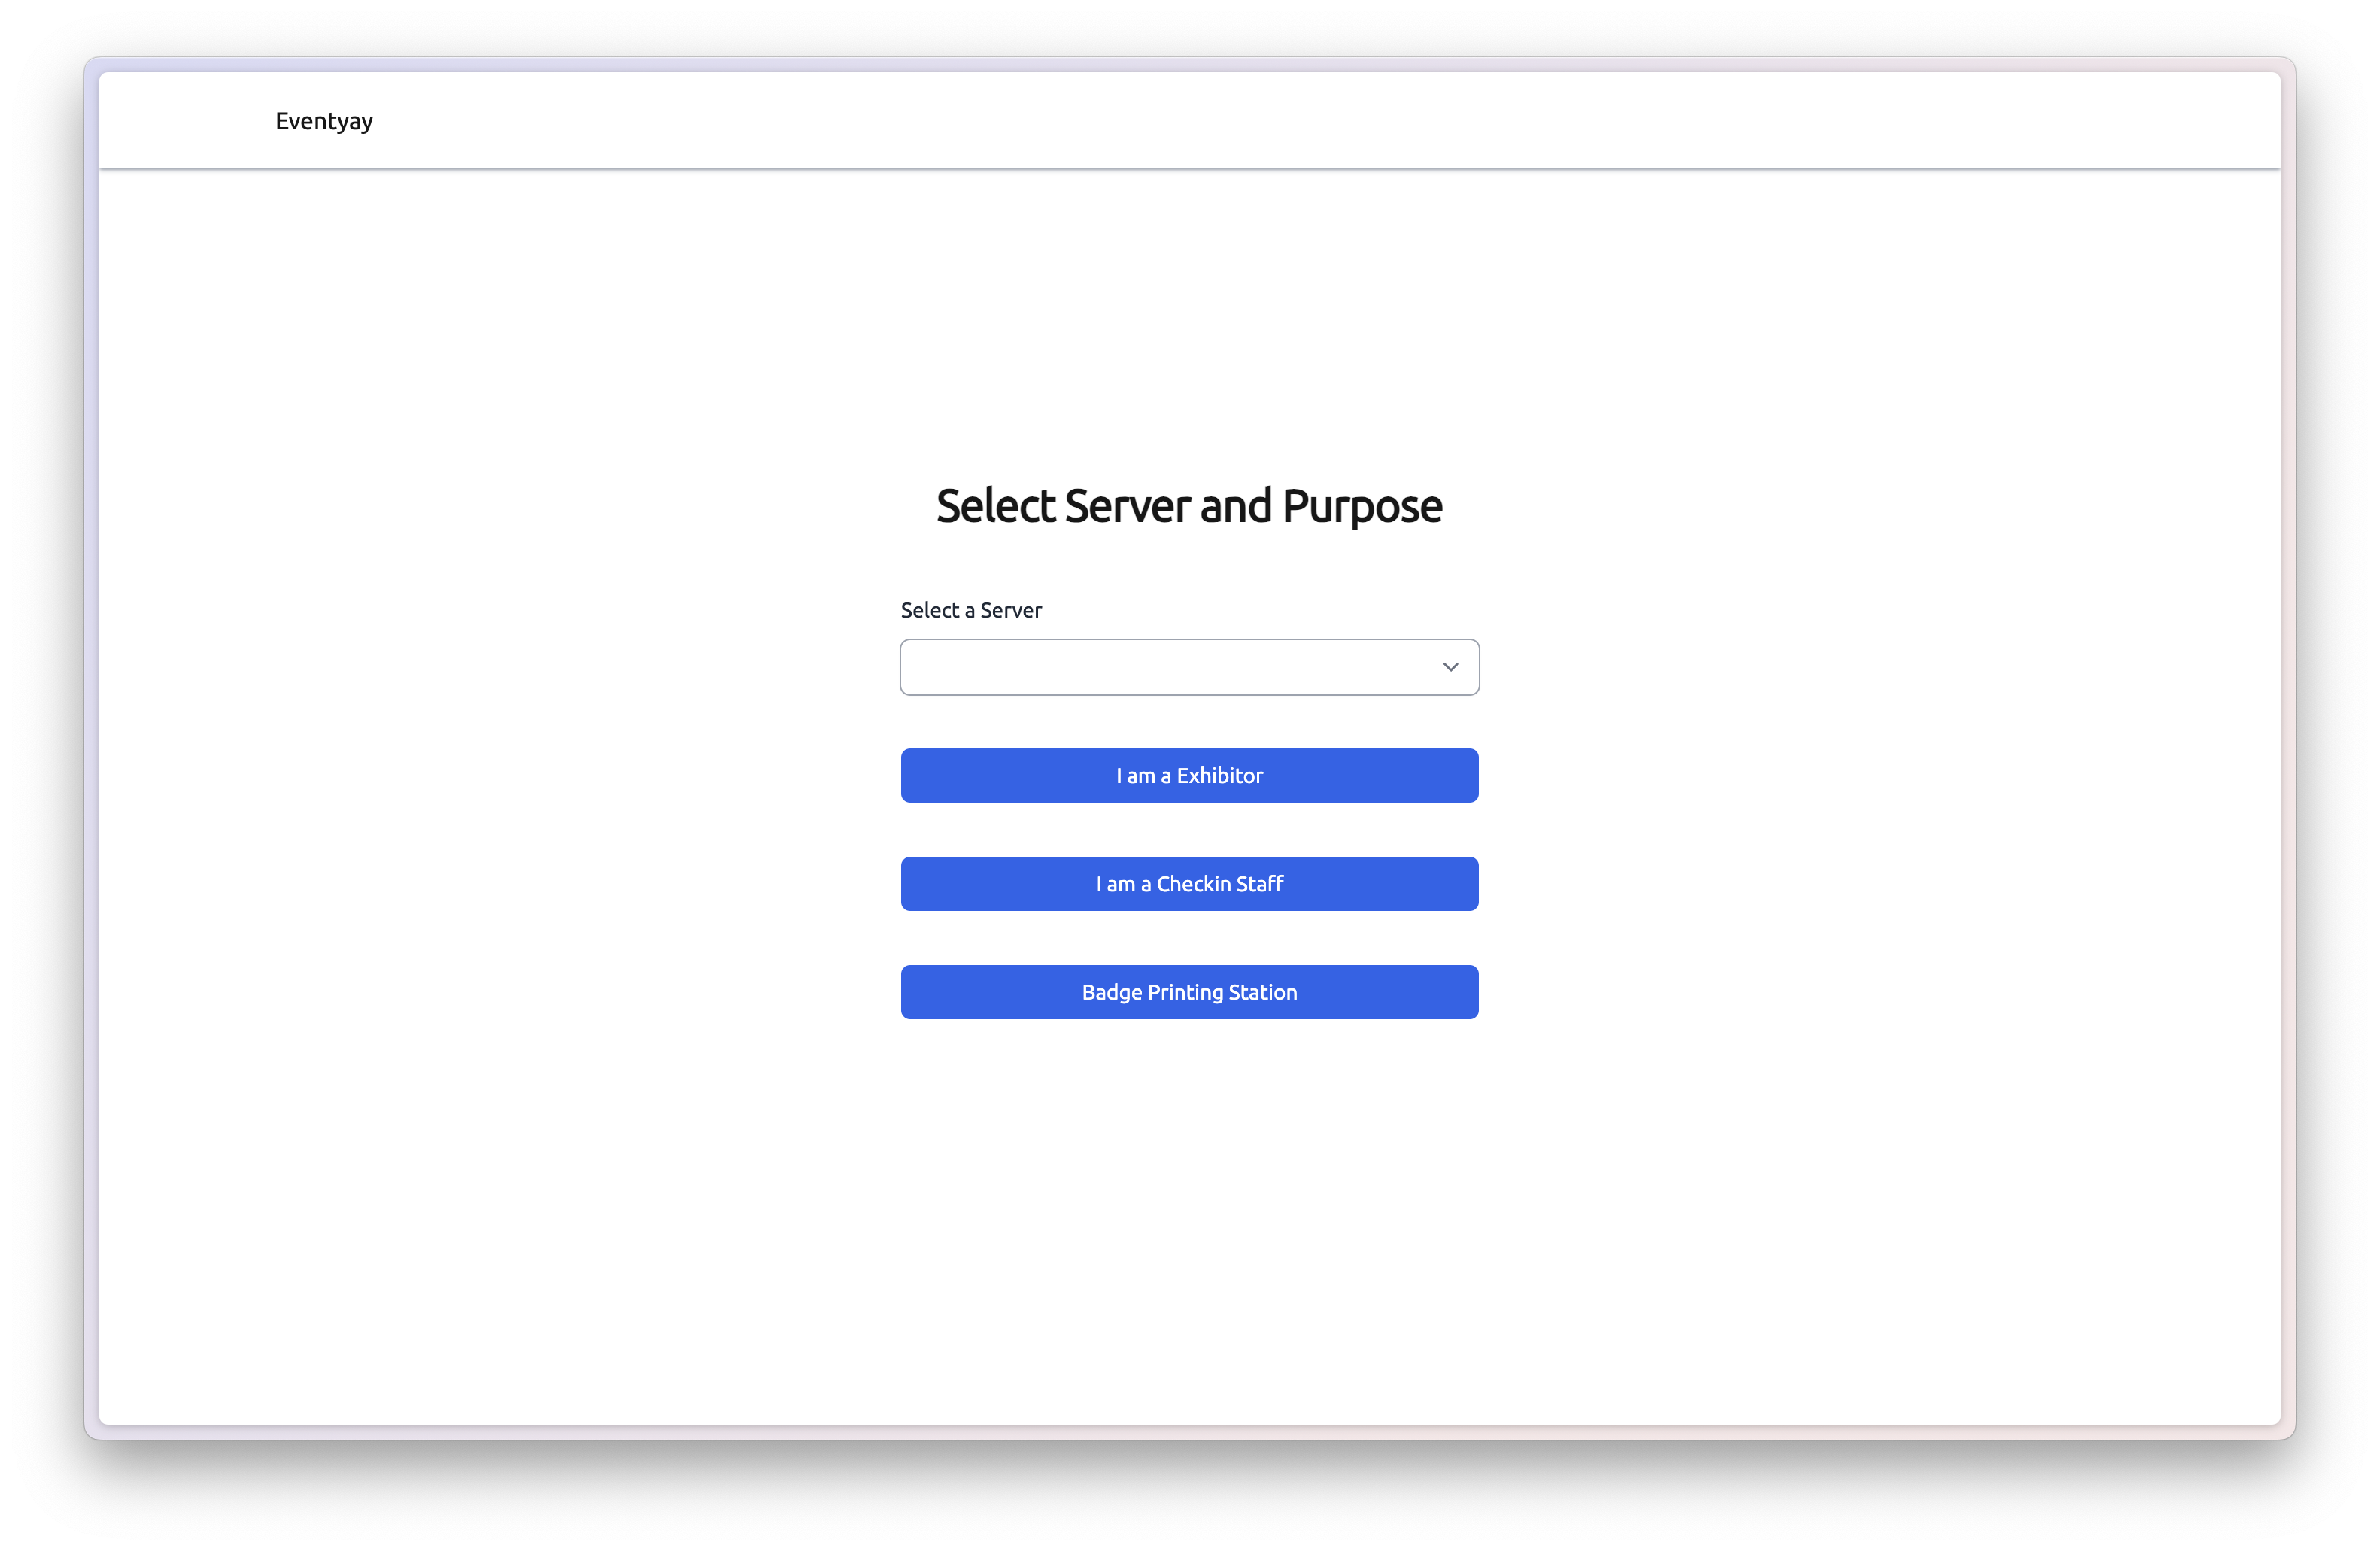 Eventyay
Select Server and Purpose
Select a Server
I am a Exhibitor
I am a Checkin Staff
Badge Printing Station